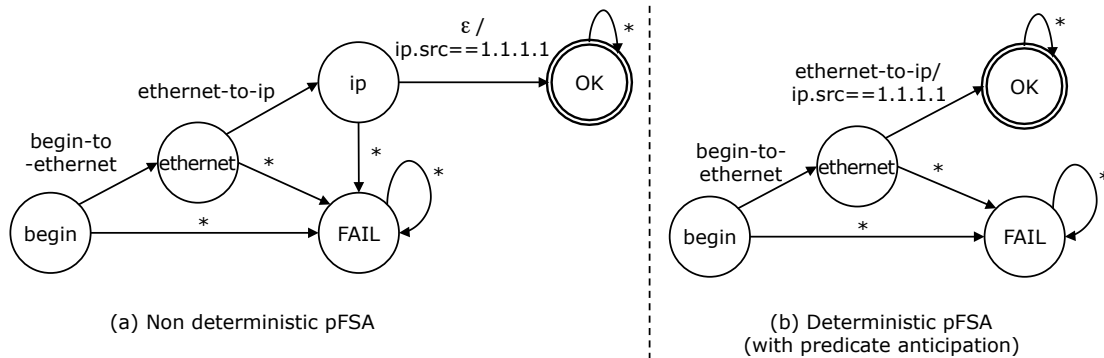 ε /
ip.src==1.1.1.1
*
OK
ip
ethernet-to-ip
begin-to
-ethernet
ethernet
*
*
*
begin
*
FAIL
(a) Non deterministic pFSA
*
OK
ethernet-to-ip/
ip.src==1.1.1.1
begin-to-
ethernet
ethernet
*
*
begin
*
FAIL
(b) Deterministic pFSA
(with predicate anticipation)